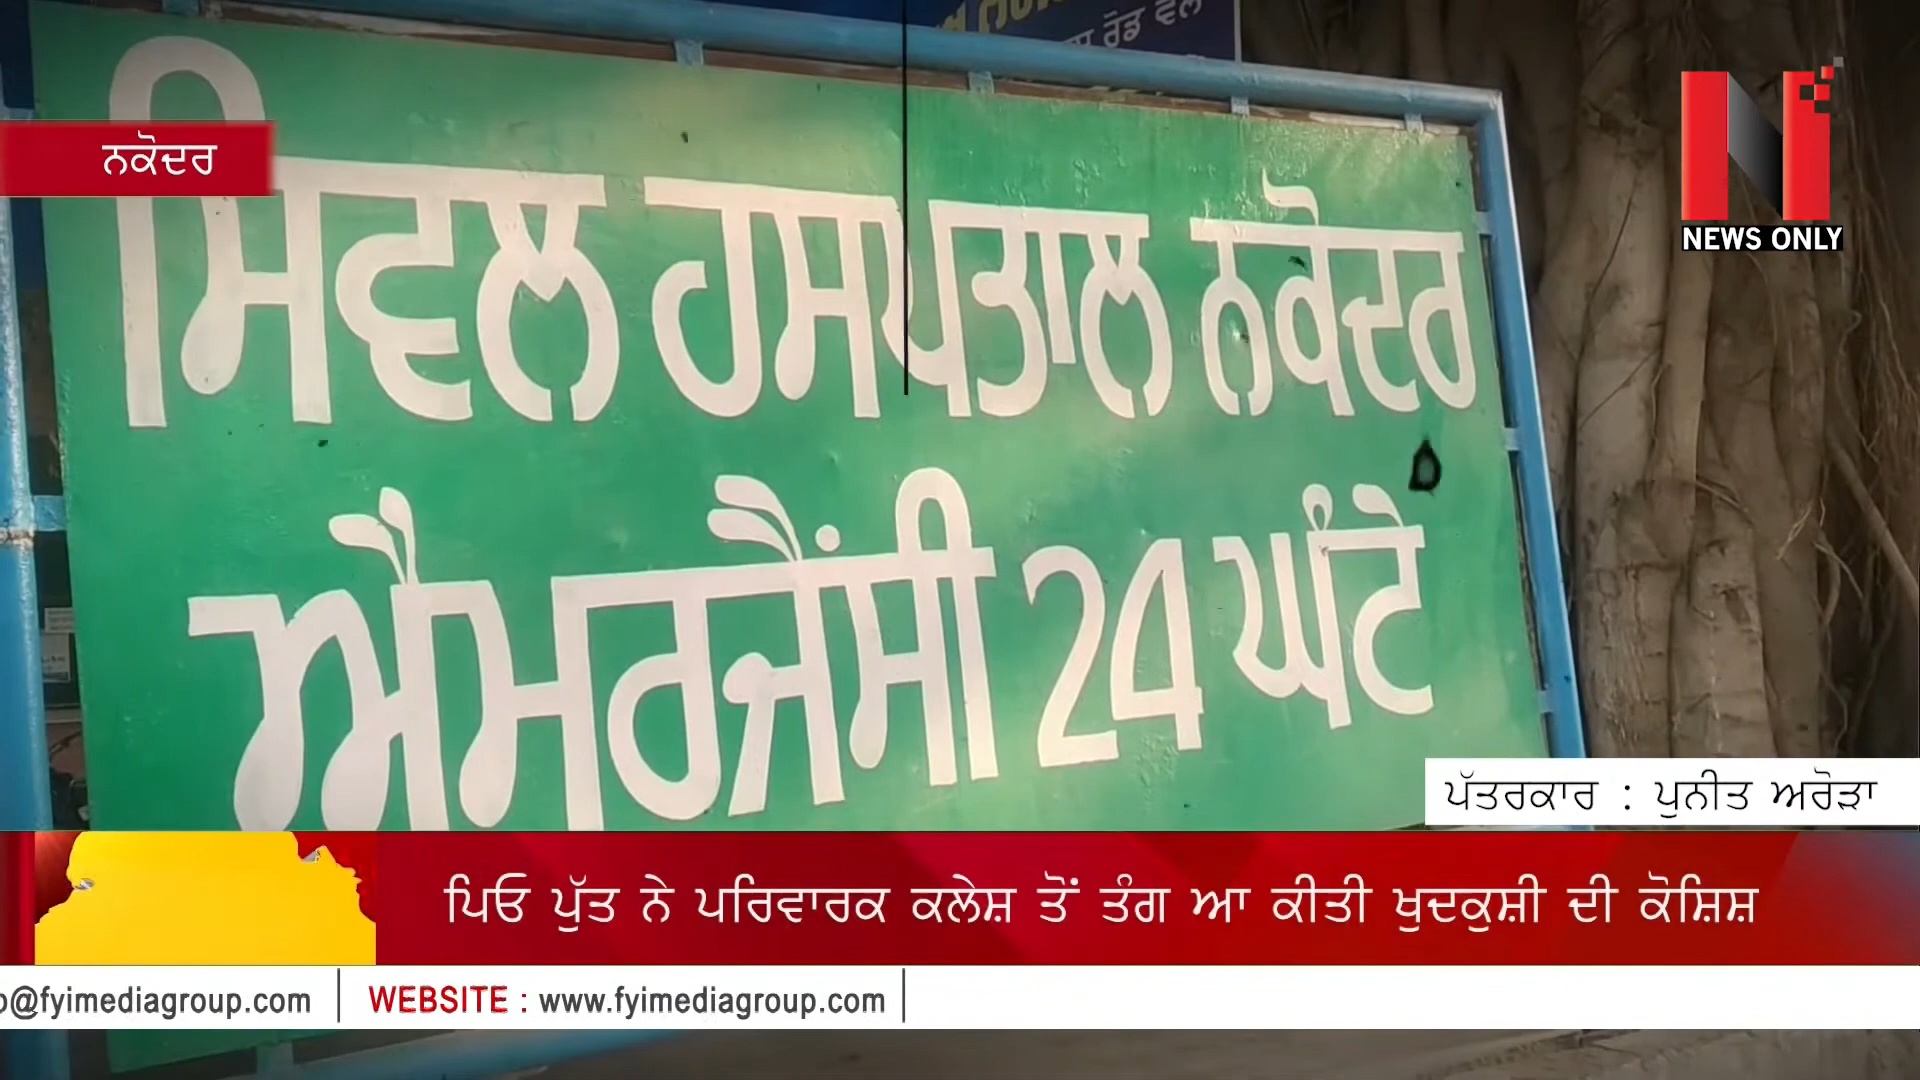 ਰੋਡ
ਨਕੋਦਰ
NEWS ONLY
ਸਿਵਲ ਹਸਪਤਾਲ ਨਕੋਦਰ
ਐਮਰਜੈਂਸੀ 24 ਘੰਟੇ
ਪੱਤਰਕਾਰ : ਪੁਨੀਤ ਅਰੋੜਾ
ਪਿਓ ਪੁੱਤ ਨੇ ਪਰਿਵਾਰਕ ਕਲੇਸ਼ ਤੋਂ ਤੰਗ ਆ ਕੀਤੀ ਖੁਦਕੁਸ਼ੀ ਦੀ ਕੋਸ਼ਿਸ਼
o@fyimediagroup.com | WEBSITE : www.fyimediagroup.com |